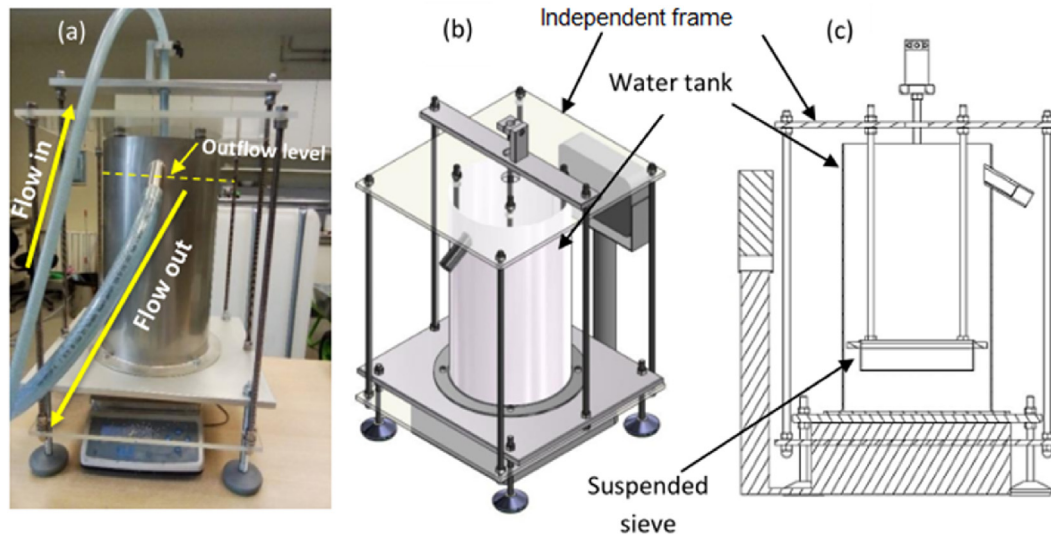 (a)
Flow in
Outflow level
Flow out
(b)
Independent frame
Water tank
(c)
Suspended
sieve